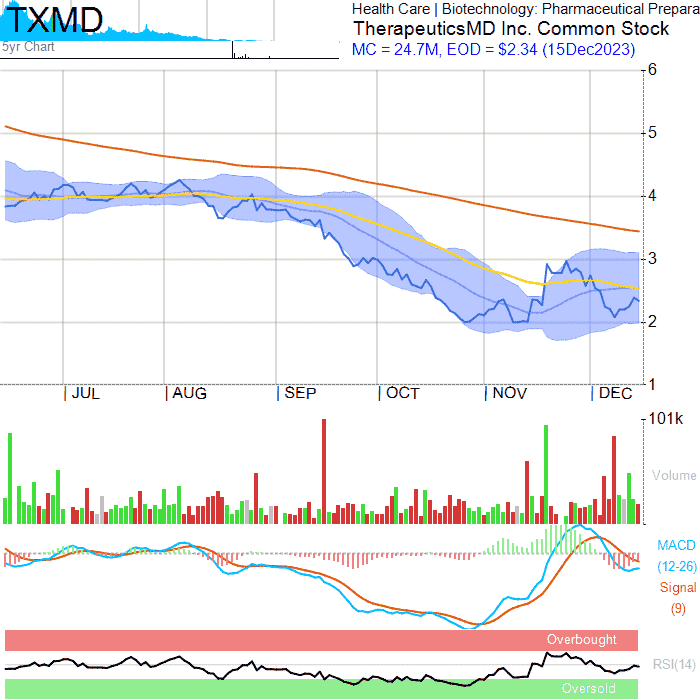 TXMD
Health Care | Biotechnology: Pharmaceutical Prepara
TherapeuticsMD Inc. Common Stock
MC = 24.7M, EOD = $2.34 (15Dec2023)
5yr Chart
6
5
4
3
2
1
JUL AUG SEP OCT NOV DEC
101k
Volume
MACD
(12-26)
Signal
(9)
Overbought
RSI(14)
Oversold